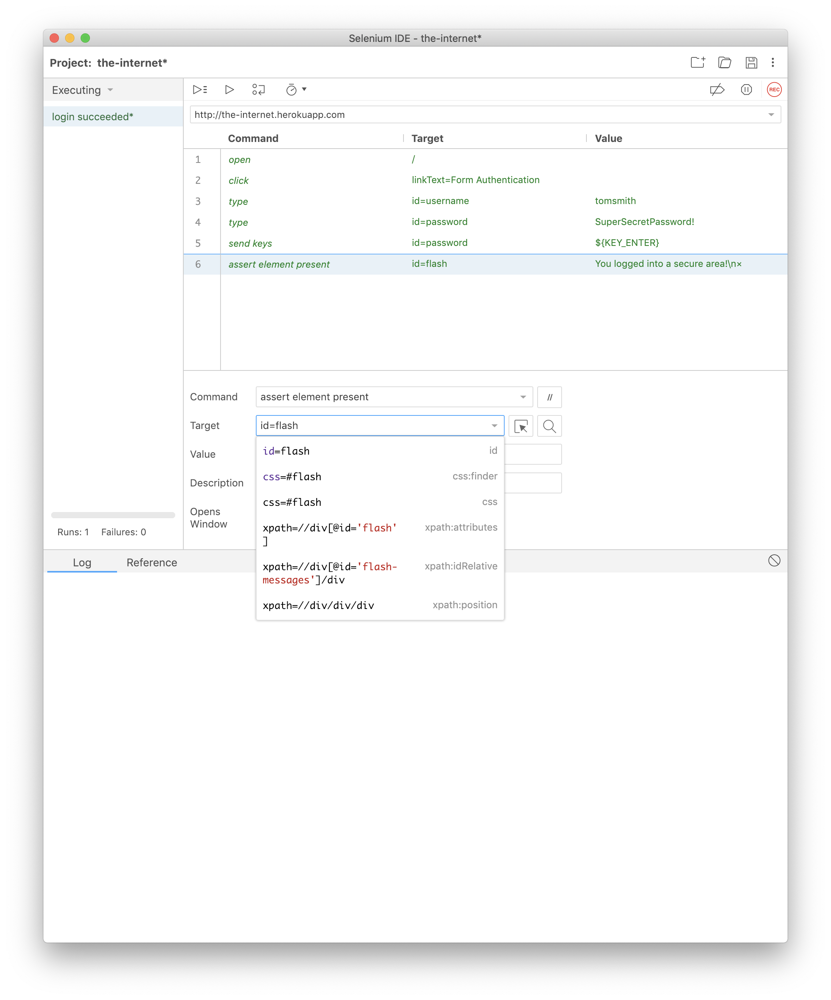 Selenium IDE - the-internet*
Project: the-internet*
Executing
REC
login succeeded*
http://the-internet.herokuapp.com
Command Target Value
1 open /
2 click linkText=Form Authentication
3 type id=username tomsmith
4 type id=password SuperSecretPassword!
5 send keys id=password ${KEY_ENTER}
6 assert element present id=flash You logged into a secure area!\n×
Command assert element present //
Target id=flash
id=flash id
Value
css=#flash css:finder
Description
css=#flash css
Opens
Window
xpath=//div[@id='flash' xpath:attributes
]
Runs: 1 Failures: 0
Log Reference
xpath=//div[@id='flash- xpath:idRelative
messages']/div
xpath=//div/div/div xpath:position